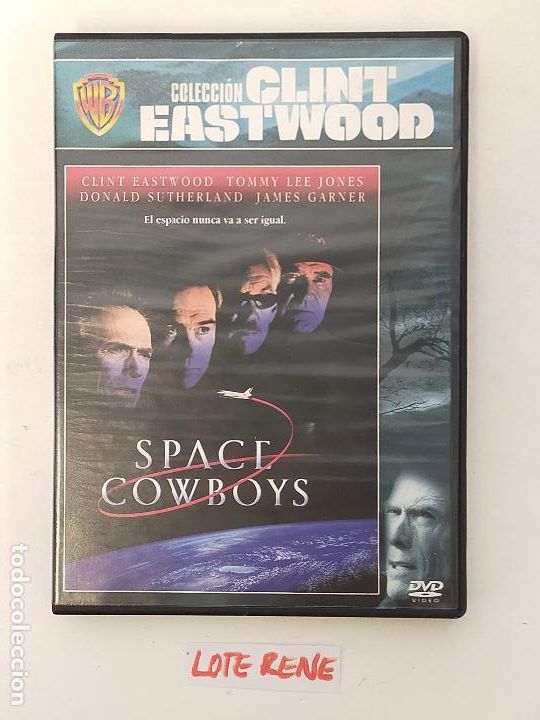 WB
COLECCIÓN CLINT
EASTWOOD
CLINT EASTWOOD TOMMY LEE JONES
DONALD SUTHERLAND JAMES GARNER
El espacio nunca va a ser igual.
SPACE
COWBOYS
DVD
VIDEO
LOTE RENE
todocoleccion